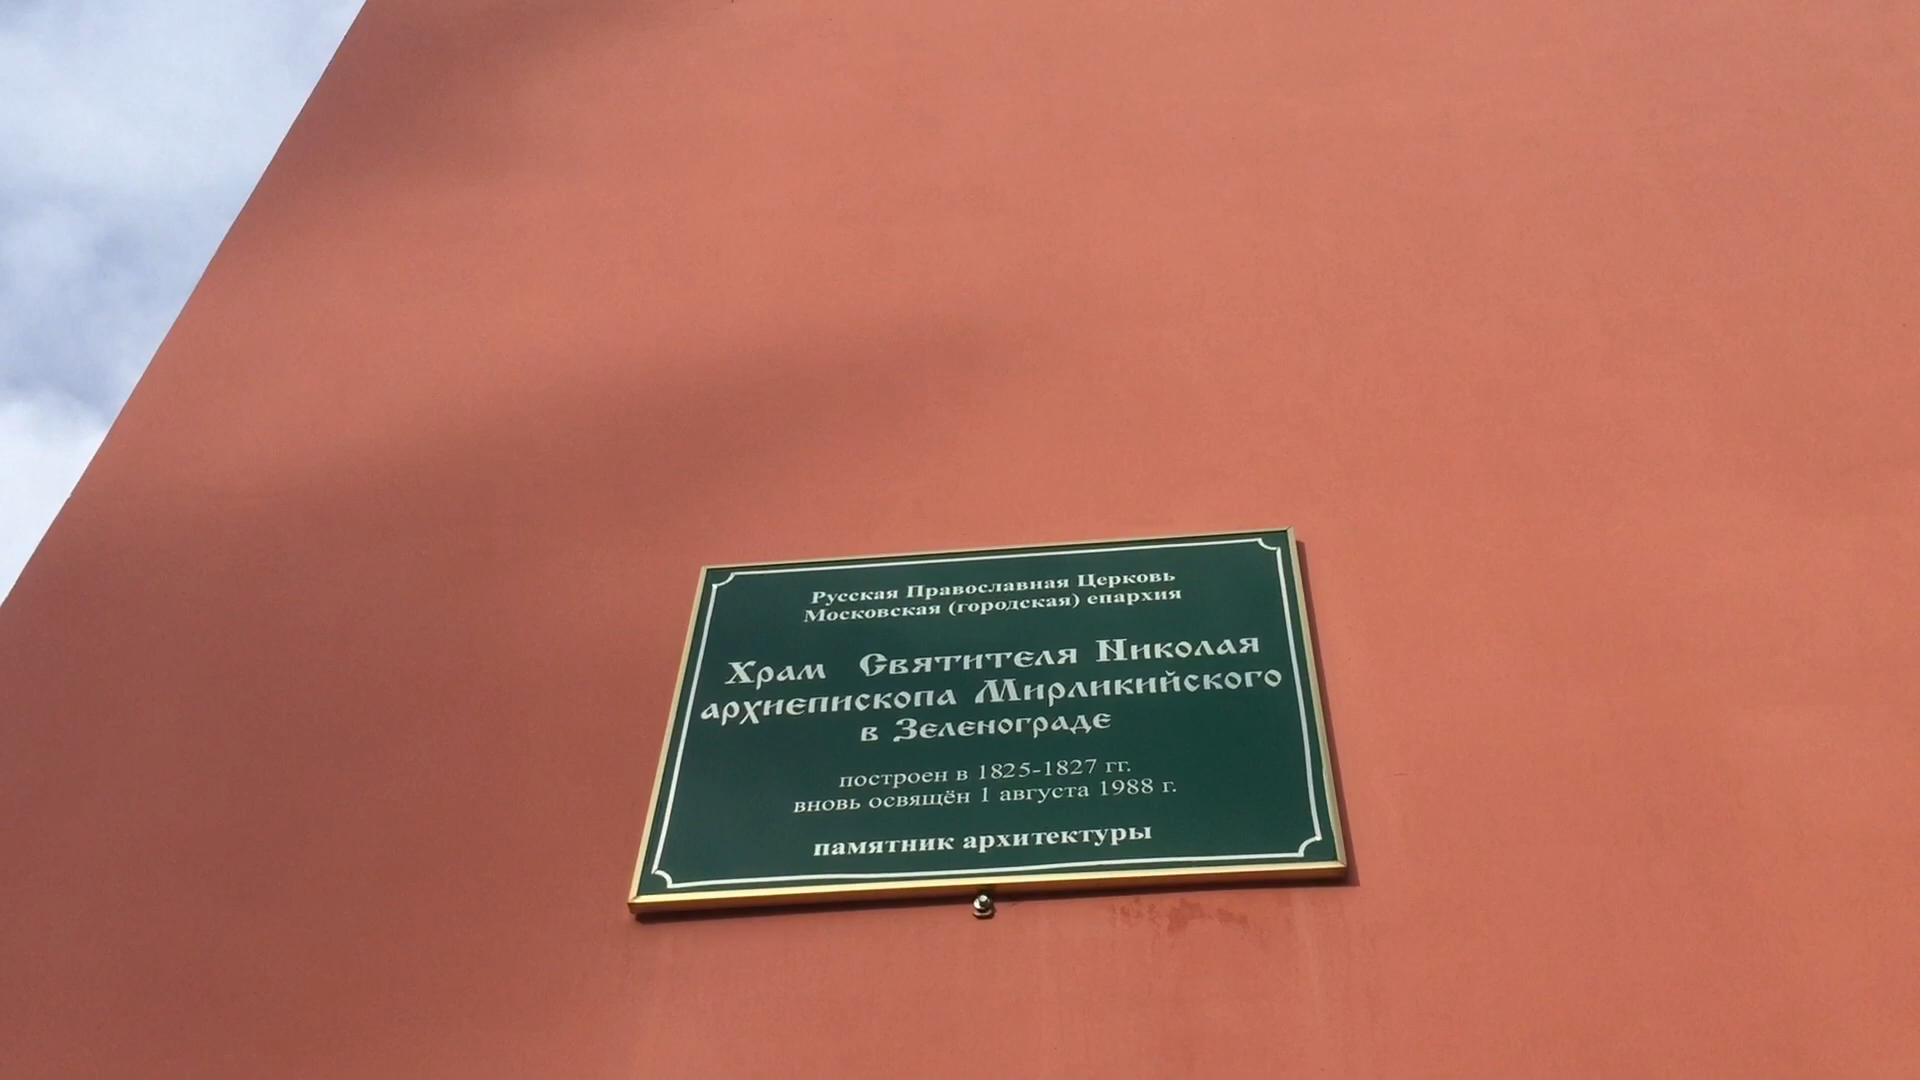 Русская Православная Церковь
Московская (городская) епархия
Храм Святителя Николая
архиепископа Мирликийского
в Зеленограде
построен в 1825-1827 гг.
вновь освящён 1 августа 1988 г.
памятник архитектуры